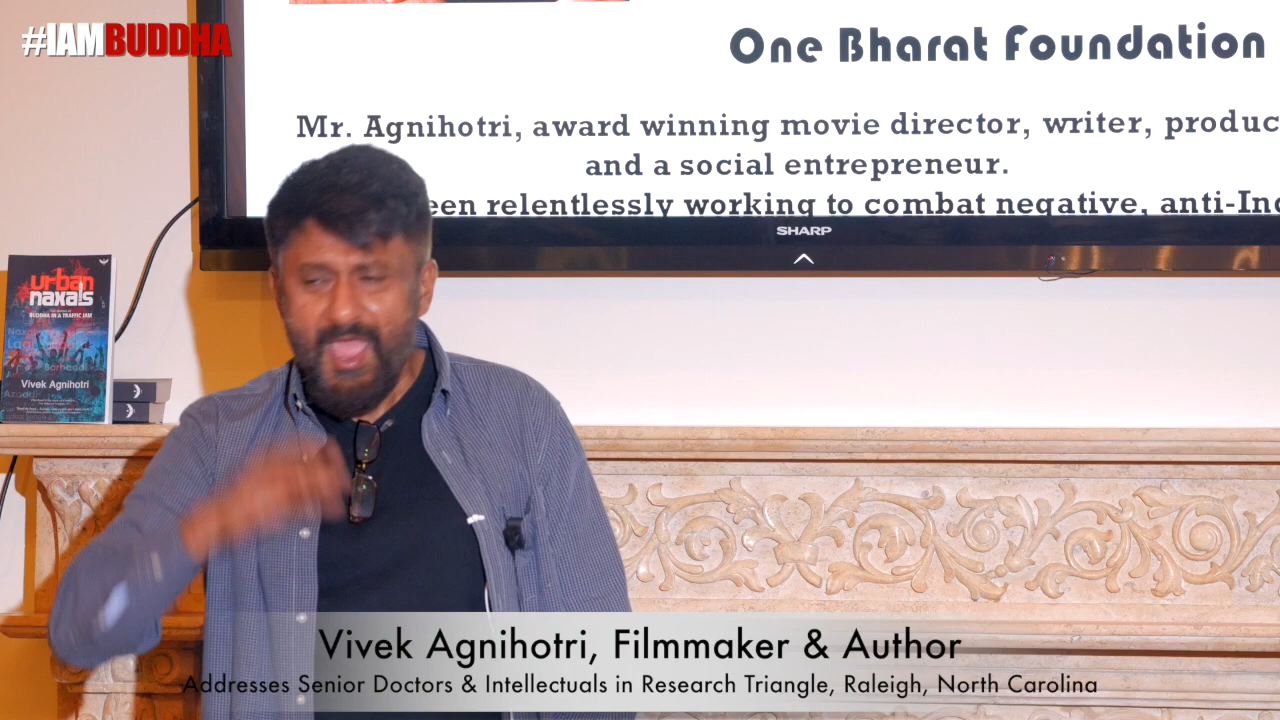 #IAMBUDDHA
One Bharat Foundation
Mr. Agnihotri, award winning movie director, writer, produc
and a social entrepreneur.
een relentlessly working to combat negative, anti-Ind
SHARP
urban
naxals
BUDDHA IN A TRAFFIC JAM
Vivek Agnihotri
Vivek Agnihotri, Filmmaker & Author
Addresses Senior Doctors & Intellectuals in Research Triangle, Raleigh, North Carolina